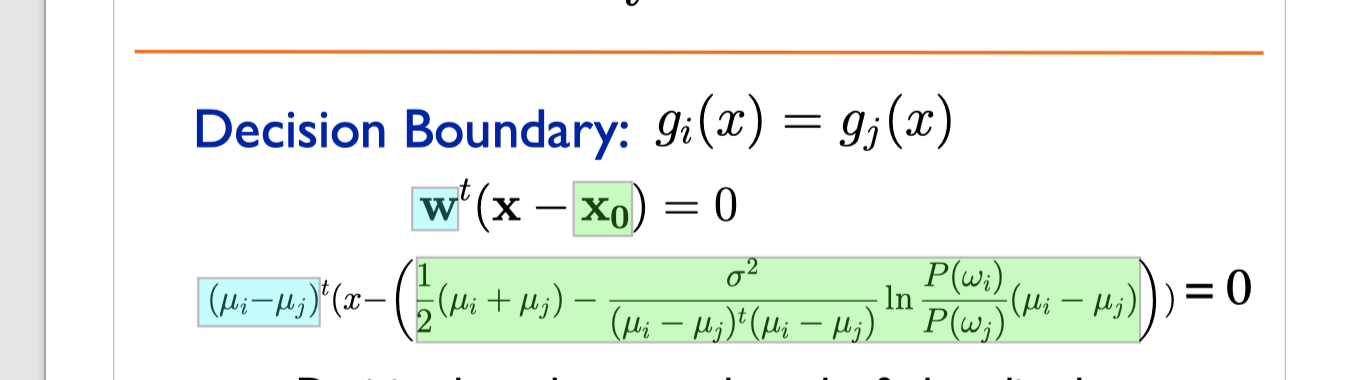 Decision Boundary: gᵢ(x) = gⱼ(x)
𝐰ᵗ(𝐱 − 𝐱₀) = 0
(μᵢ−μⱼ)ᵗ(x−(1/2(μᵢ + μⱼ) − σ²/((μᵢ − μⱼ)ᵗ(μᵢ − μⱼ)) ln P(ωᵢ)/P(ωⱼ)(μᵢ − μⱼ))) = 0